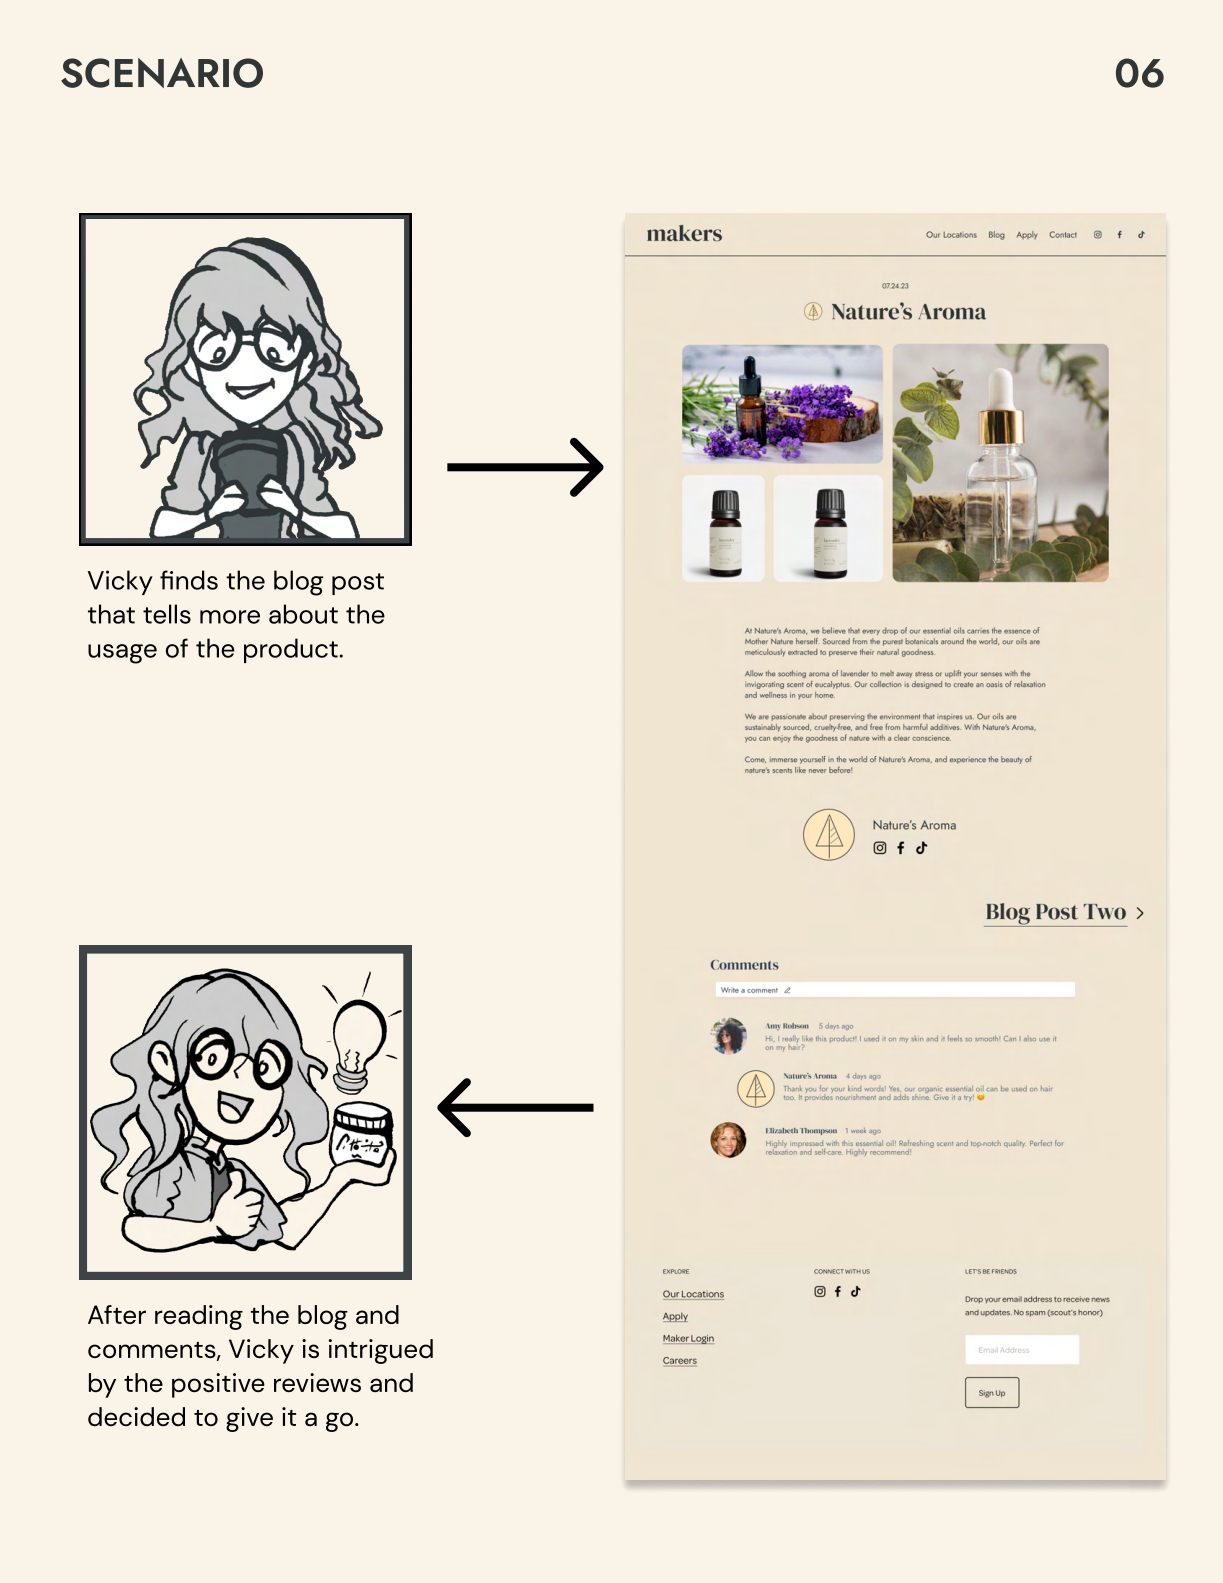 SCENARIO
06
Vicky finds the blog post
that tells more about the
usage of the product.
makers
Our Locations Blog Apply Contact
07.24.23
Nature's Aroma
At Nature's Aroma, we believe that every drop of our essential oils carries the essence of
Mother Nature herself. Sourced from the purest botanicals around the world, our oils are
meticulously extracted to preserve their natural goodness.
Allow the soothing aroma of lavender to melt away stress or uplift your senses with the
invigorating scent of eucalyptus. Our collection is designed to create an oasis of relaxation
and wellness in your home.
We are passionate about preserving the environment that inspires us. Our oils are
sustainably sourced, cruelty-free, and free from harmful additives. With Nature's Aroma,
you can enjoy the goodness of nature with a clear conscience.
Come, immerse yourself in the world of Nature's Aroma, and experience the beauty of
nature's scents like never before!
Nature's Aroma
Blog Post Two
Comments
Write a comment
Amy Robson 5 days ago
Hi, I really like this product! I used it on my skin and it feels so smooth! Can I also use it
on my hair?
Nature's Aroma 4 days ago
Thank you for your kind words! Yes, our organic essential oil can be used on hair
too. It provides nourishment and adds shine. Give it a try! 😊
Elizabeth Thompson 1 week ago
Highly impressed with this essential oil! Refreshing scent and top-notch quality. Perfect for
relaxation and self-care. Highly recommend!
EXPLORE
Our Locations
Apply
Maker Login
Careers
CONNECT WITH US
LET'S BE FRIENDS
Drop your email address to receive news
and updates. No spam (scout's honor)
Email Address
Sign Up
After reading the blog and
comments, Vicky is intrigued
by the positive reviews and
decided to give it a go.